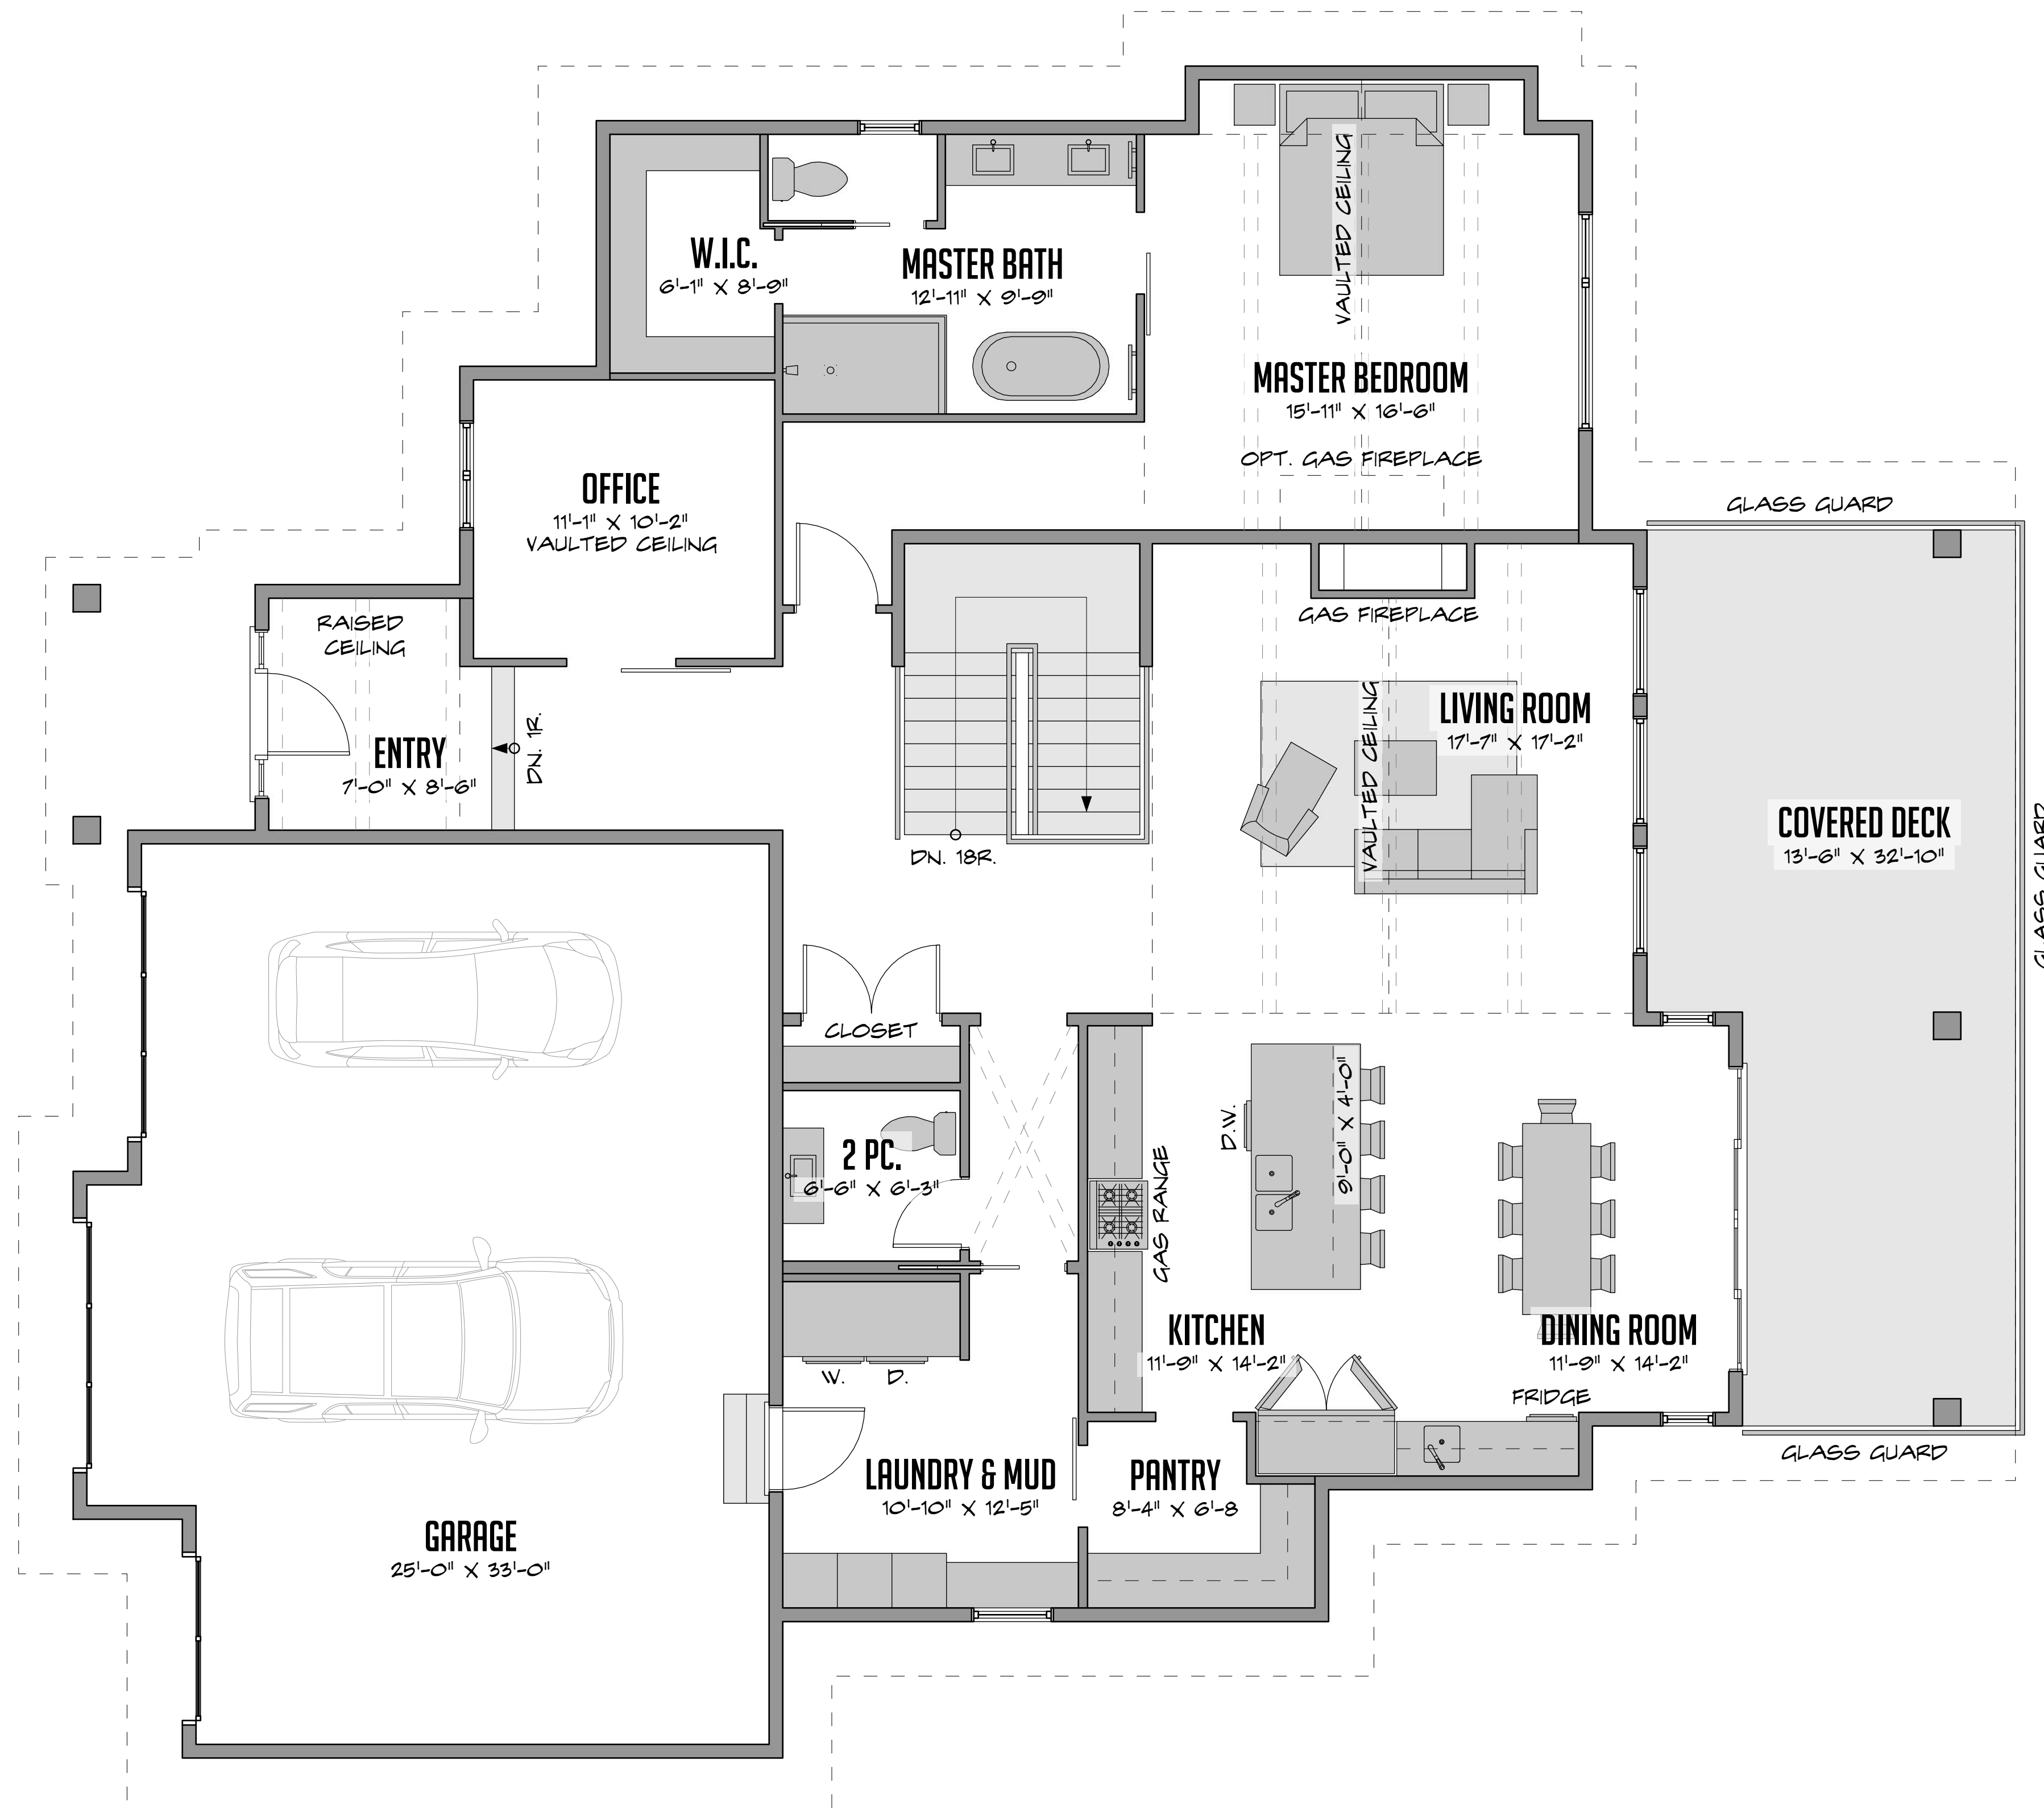 VAULTED CEILING
W.I.C.
6'-1" X 8'-9"
MASTER BATH
12'-11" X 9'-9"
MASTER BEDROOM
15'-11" X 16'-6"
OPT. GAS FIREPLACE
OFFICE
11'-1" X 10'-2"
VAULTED CEILING
GLASS GUARD
RAISED
CEILING
GAS FIREPLACE
ENTRY
7'-0" X 8'-6"
DN. 1R.
LIVING ROOM
17'-7" X 17'-2"
VAULTED CEILING
COVERED DECK
13'-6" X 32'-10"
GLASS GUARD
DN. 18R.
CLOSET
2 PC.
6'-6" X 6'-3"
GAS RANGE
D.W.
9'-0" X 4'-0"
KITCHEN
11'-9" X 14'-2"
DINING ROOM
11'-9" X 14'-2"
W.
D.
FRIDGE
GLASS GUARD
LAUNDRY & MUD
10'-10" X 12'-5"
PANTRY
8'-4" X 6'-8
GARAGE
25'-0" X 33'-0"